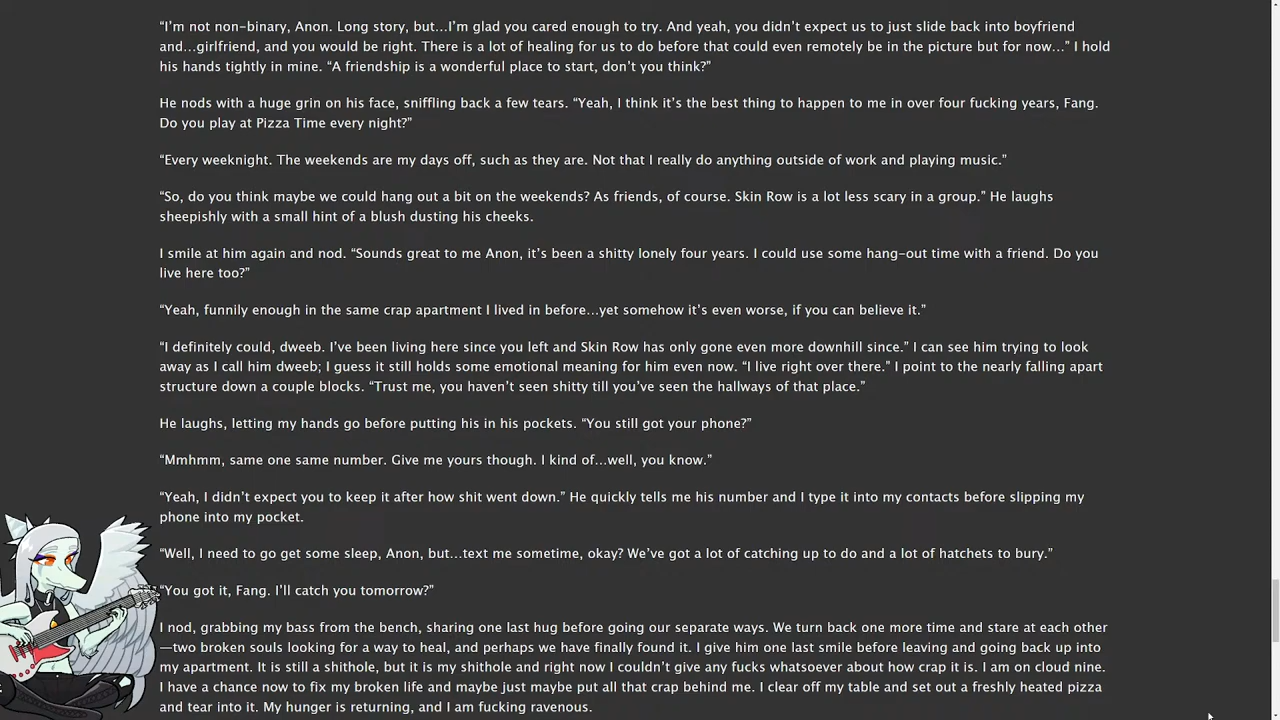 “I’m not non-binary, Anon. Long story, but…I’m glad you cared enough to try. And yeah, you didn’t expect us to just slide back into boyfriend
and…girlfriend, and you would be right. There is a lot of healing for us to do before that could even remotely be in the picture but for now…” I hold
his hands tightly in mine. “A friendship is a wonderful place to start, don’t you think?”
He nods with a huge grin on his face, sniffling back a few tears. “Yeah, I think it’s the best thing to happen to me in over four fucking years, Fang.
Do you play at Pizza Time every night?”
“Every weeknight. The weekends are my days off, such as they are. Not that I really do anything outside of work and playing music.”
“So, do you think maybe we could hang out a bit on the weekends? As friends, of course. Skin Row is a lot less scary in a group.” He laughs
sheepishly with a small hint of a blush dusting his cheeks.
I smile at him again and nod. “Sounds great to me Anon, it’s been a shitty lonely four years. I could use some hang-out time with a friend. Do you
live here too?”
“Yeah, funnily enough in the same crap apartment I lived in before…yet somehow it’s even worse, if you can believe it.”
“I definitely could, dweeb. I’ve been living here since you left and Skin Row has only gone even more downhill since.” I can see him trying to look
away as I call him dweeb; I guess it still holds some emotional meaning for him even now. “I live right over there.” I point to the nearly falling apart
structure down a couple blocks. “Trust me, you haven’t seen shitty till you’ve seen the hallways of that place.”
He laughs, letting my hands go before putting his in his pockets. “You still got your phone?”
“Mmhmm, same one same number. Give me yours though. I kind of…well, you know.”
“Yeah, I didn’t expect you to keep it after how shit went down.” He quickly tells me his number and I type it into my contacts before slipping my
phone into my pocket.
“Well, I need to go get some sleep, Anon, but…text me sometime, okay? We’ve got a lot of catching up to do and a lot of hatchets to bury.”
“You got it, Fang. I’ll catch you tomorrow?”
I nod, grabbing my bass from the bench, sharing one last hug before going our separate ways. We turn back one more time and stare at each other
—two broken souls looking for a way to heal, and perhaps we have finally found it. I give him one last smile before leaving and going back up into
my apartment. It is still a shithole, but it is my shithole and right now I couldn’t give any fucks whatsoever about how crap it is. I am on cloud nine.
I have a chance now to fix my broken life and maybe just maybe put all that crap behind me. I clear off my table and set out a freshly heated pizza
and tear into it. My hunger is returning, and I am fucking ravenous.